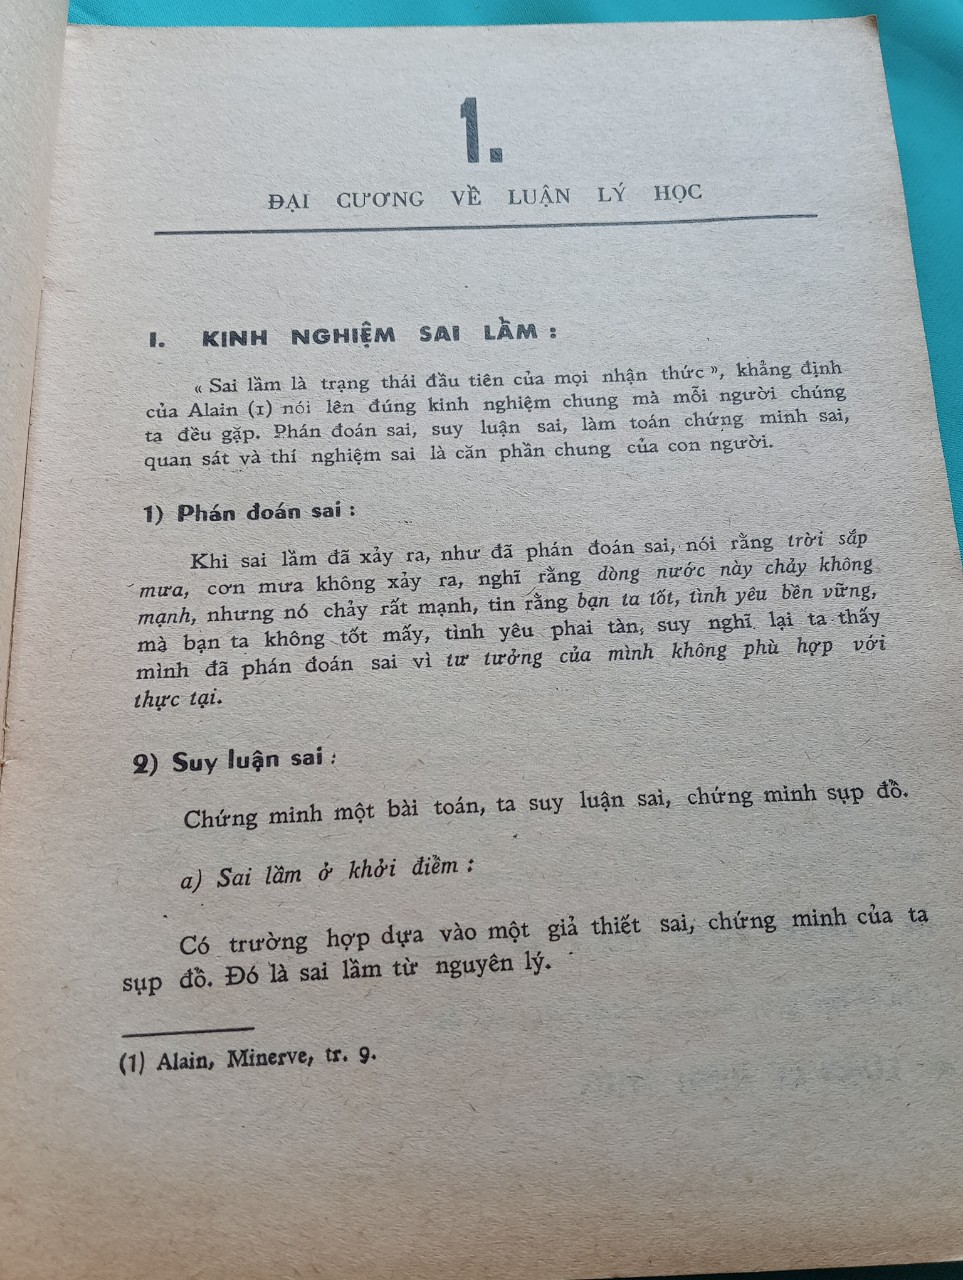 1.
ĐẠI CƯƠNG VỀ LUẬN LÝ HỌC
I. KINH NGHIỆM SAI LẦM :
« Sai lầm là trạng thái đầu tiên của mọi nhận thức », khẳng định
của Alain (1) nói lên đúng kinh nghiệm chung mà mỗi người chúng
ta đều gặp. Phán đoán sai, suy luận sai, làm toán chứng minh sai,
quan sát và thí nghiệm sai là căn phần chung của con người.
1) Phán đoán sai :
Khi sai lầm đã xảy ra, như đã phán đoán sai, nói rằng trời sắp
mưa, cơn mưa không xảy ra, nghĩ rằng dòng nước này chảy không
mạnh, nhưng nó chảy rất mạnh, tin rằng bạn ta tốt, tình yêu bền vững,
mà bạn ta không tốt mấy, tình yêu phai tàn, suy nghĩ lại ta thấy
mình đã phán đoán sai vì tư tưởng của mình không phù hợp với
thực tại.
2) Suy luận sai :
Chứng minh một bài toán, ta suy luận sai, chứng minh sụp đổ.
a) Sai lầm ở khởi điểm :
Có trường hợp dựa vào một giả thiết sai, chứng minh của ta
sụp đổ. Đó là sai lầm từ nguyên lý.
(1) Alain, Minerve, tr. 9.